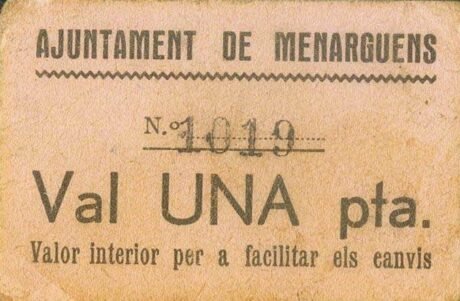 AJUNTAMENT DE MENARGUENS
N.º 1019
Val UNA pta.
Valor interior per a facilitar els canvis